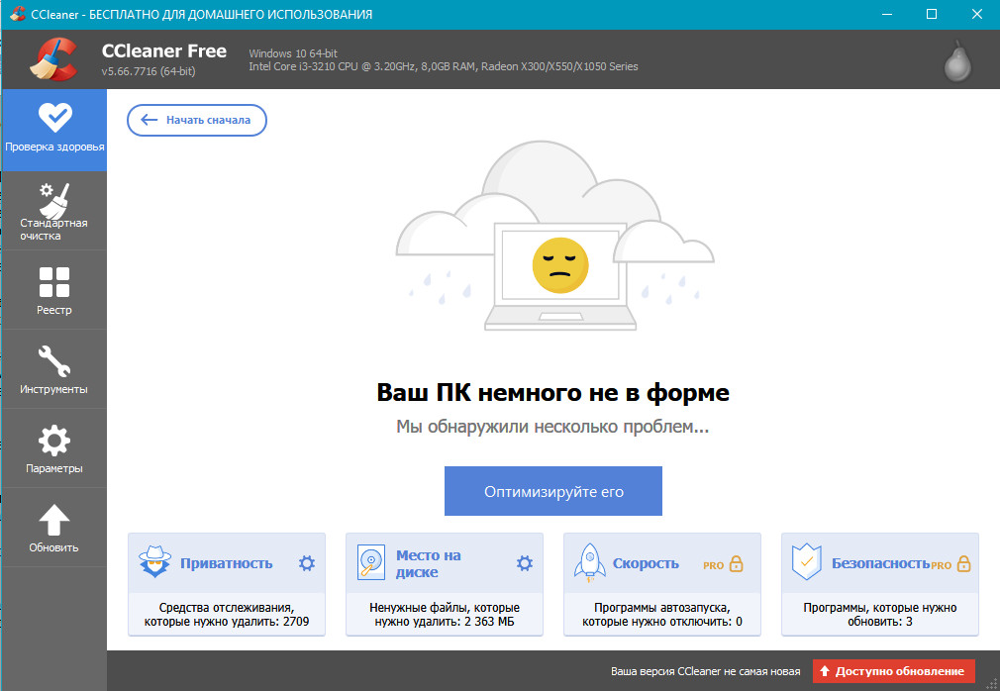 CCleaner - БЕСПЛАТНО ДЛЯ ДОМАШНЕГО ИСПОЛЬЗОВАНИЯ
CCleaner Free
v5.66.7716 (64-bit)
Windows 10 64-bit
Intel Core i3-3210 CPU @ 3.20GHz, 8,0GB RAM, Radeon X300/X550/X1050 Series
Проверка здоровья
Стандартная
очистка
Реестр
Инструменты
Параметры
Обновить
Начать сначала
Ваш ПК немного не в форме
Мы обнаружили несколько проблем...
Оптимизируйте его
Приватность
Средства отслеживания,
которые нужно удалить: 2709
Место на
диске
Ненужные файлы, которые
нужно удалить: 2 363 МБ
Скорость PRO
Программы автозапуска,
которые нужно отключить: 0
Безопасность PRO
Программы, которые нужно
обновить: 3
Ваша версия CCleaner не самая новая
Доступно обновление